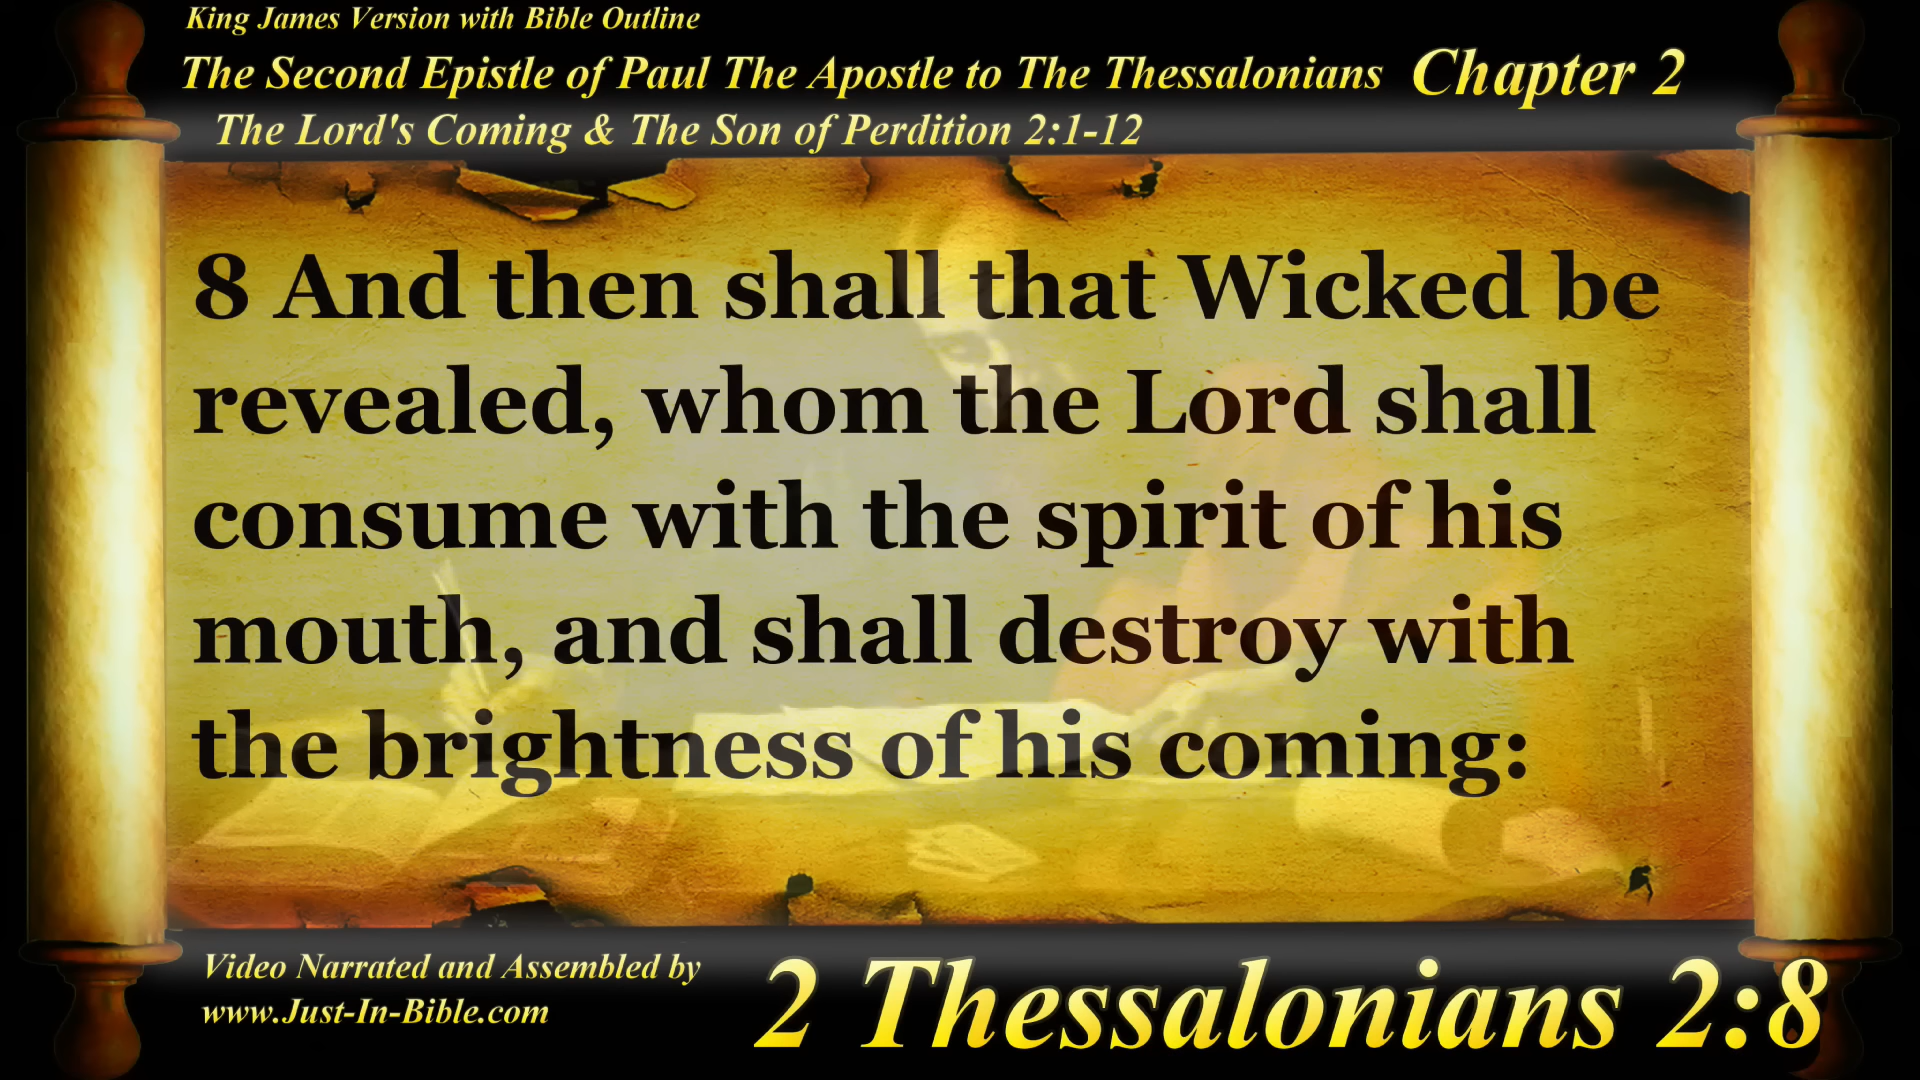 King James Version with Bible Outline
The Second Epistle of Paul The Apostle to The Thessalonians Chapter 2
The Lord's Coming & The Son of Perdition 2:1-12
8 And then shall that Wicked be
revealed, whom the Lord shall
consume with the spirit of his
mouth, and shall destroy with
the brightness of his coming:
Video Narrated and Assembled by
www.Just-In-Bible.com
2 Thessalonians 2:8